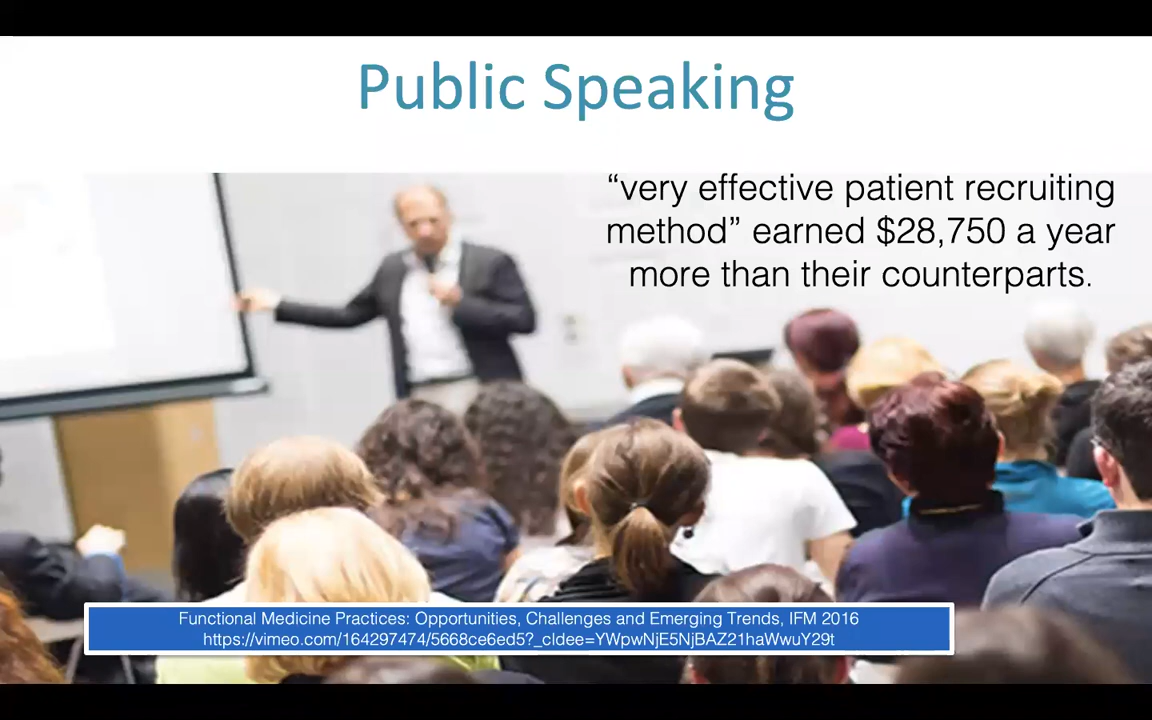 Public Speaking
“very effective patient recruiting
method” earned $28,750 a year
more than their counterparts.
Functional Medicine Practices: Opportunities, Challenges and Emerging Trends, IFM 2016
https://vimeo.com/164297474/5668ce6ed5?_cldee=YWpwNjE5NjBAZ21haWwuY29t